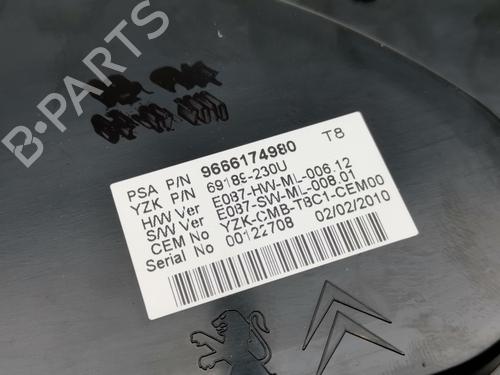 B-PARTS
PSA P/N 9666174980 T8
YZK P/N 69189-230U
H/W Ver E087-HW-ML-006.12
S/W Ver E087-SW-ML-008.01
CEM No YZK-CMB-T8C1-CEM00
Serial No 00122708 02/02/2010